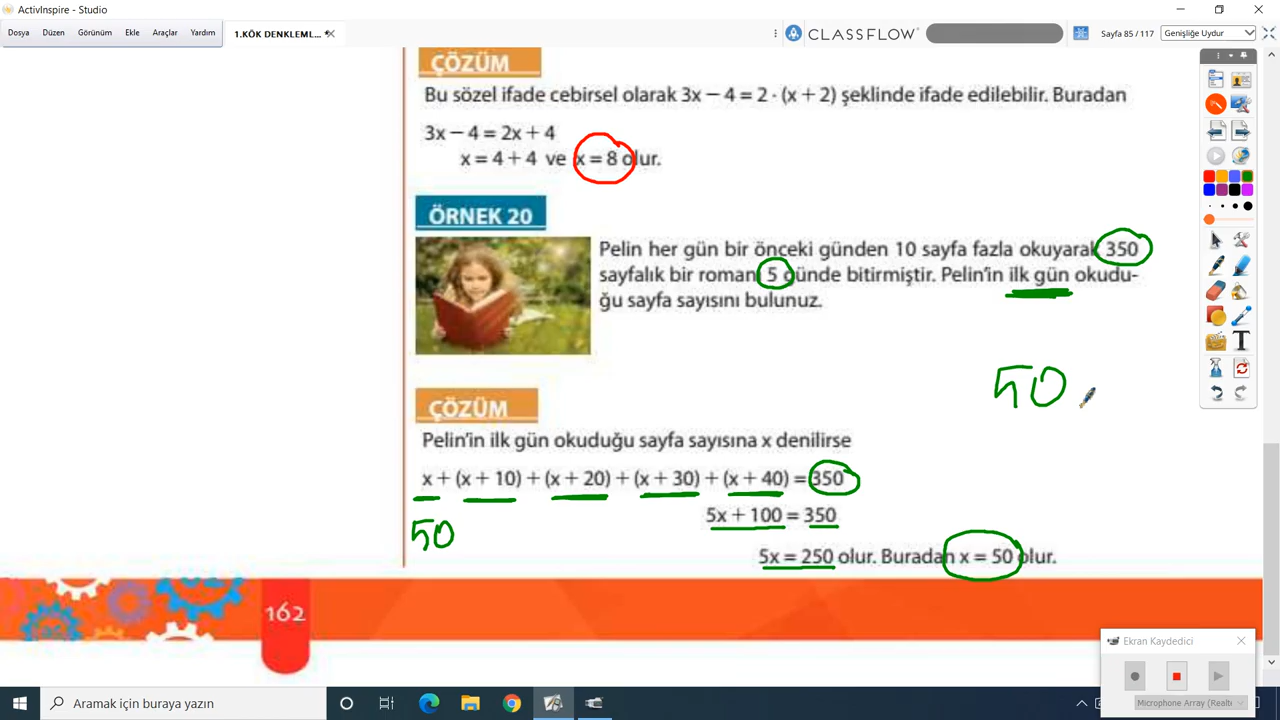 ActivInspire - Studio
Dosya Düzen Görünüm Ekle Araçlar Yardım
1.KÖK DENKLEML...
CLASSFLOW
Sayfa 85 / 117
Genişliğe Uydur
ÇÖZÜM
Bu sözel ifade cebirsel olarak 3x − 4 = 2 · (x + 2) şeklinde ifade edilebilir. Buradan
3x − 4 = 2x + 4
x = 4 + 4 ve x = 8 olur.
ÖRNEK 20
Pelin her gün bir önceki günden 10 sayfa fazla okuyarak 350
sayfalık bir romanı 5 günde bitirmiştir. Pelin'in ilk gün okudu-
ğu sayfa sayısını bulunuz.
50
ÇÖZÜM
Pelin'in ilk gün okuduğu sayfa sayısına x denilirse
x + (x + 10) + (x + 20) + (x + 30) + (x + 40) = 350
5x + 100 = 350
50
5x = 250 olur. Buradan x = 50 olur.
162
Ekran Kaydedici
Microphone Array (Realt
Aramak için buraya yazın